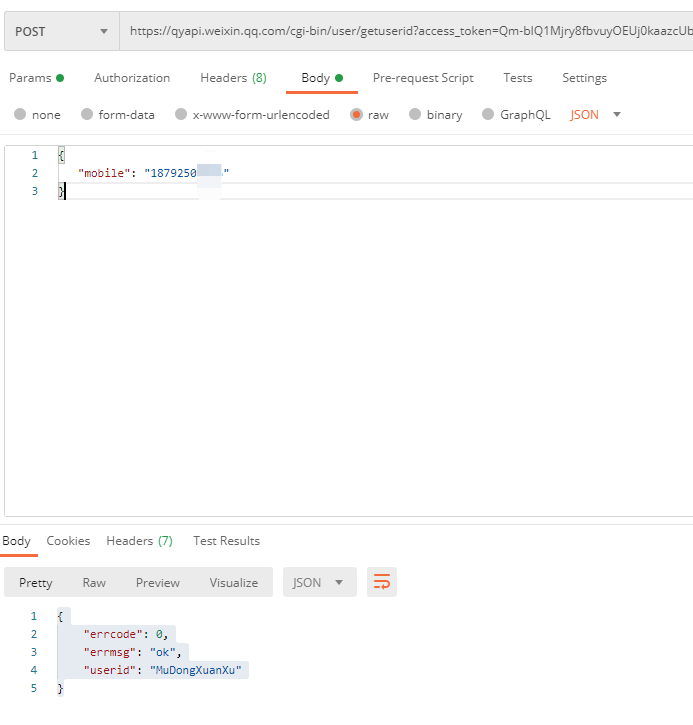 POST https://qyapi.weixin.qq.com/cgi-bin/user/getuserid?access_token=Qm-bIQ1Mjry8fbvuyOEUj0kaazcUb
Params Authorization Headers (8) Body Pre-request Script Tests Settings
none form-data x-www-form-urlencoded raw binary GraphQL JSON
1 {
2 "mobile": "1879250 "
3 }
Body Cookies Headers (7) Test Results
Pretty Raw Preview Visualize JSON
1 {
2 "errcode": 0,
3 "errmsg": "ok",
4 "userid": "MuDongXuanXu"
5 }